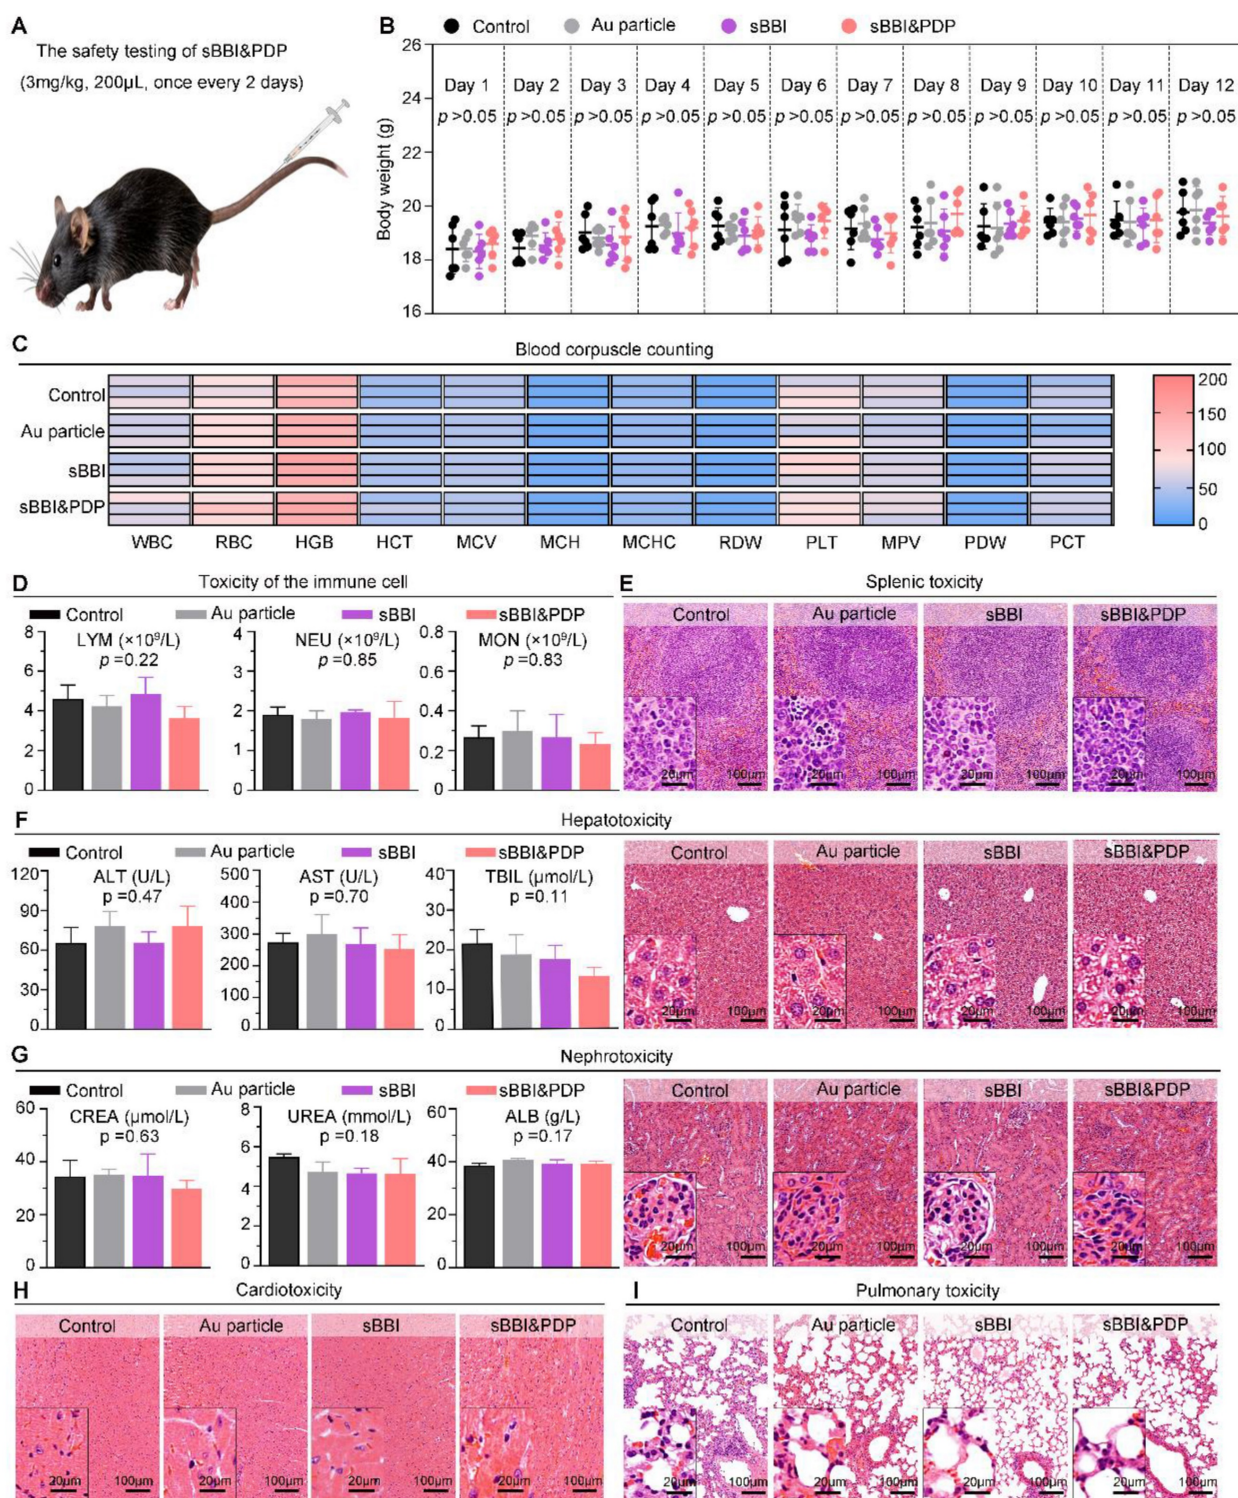 A
The safety testing of sBBI&PDP
(3mg/kg, 200μL, once every 2 days)
B
Control Au particle sBBI sBBI&PDP
Body weight (g)
26
24
22
20
18
16
Day 1 Day 2 Day 3 Day 4 Day 5 Day 6 Day 7 Day 8 Day 9 Day 10 Day 11 Day 12
p >0.05 p >0.05 p >0.05 p >0.05 p >0.05 p >0.05 p >0.05 p >0.05 p >0.05 p >0.05 p >0.05 p >0.05
C
Blood corpuscle counting
Control
Au particle
sBBI
sBBI&PDP
WBC RBC HGB HCT MCV MCH MCHC RDW PLT MPV PDW PCT
200
150
100
50
0
D
Toxicity of the immune cell
Control Au particle sBBI sBBI&PDP
LYM (×10⁹/L)
p =0.22
8
6
4
2
0
NEU (×10⁹/L)
p =0.85
4
3
2
1
0
MON (×10⁹/L)
p =0.83
0.8
0.6
0.4
0.2
0
E
Splenic toxicity
Control Au particle sBBI sBBI&PDP
20μm 100μm 20μm 100μm 20μm 100μm 20μm 100μm
F
Hepatotoxicity
Control Au particle sBBI sBBI&PDP
ALT (U/L)
p =0.47
120
90
60
30
0
AST (U/L)
p =0.70
500
400
300
200
100
0
TBIL (μmol/L)
p =0.11
40
30
20
10
0
Control Au particle sBBI sBBI&PDP
20μm 100μm 20μm 100μm 20μm 100μm 20μm 100μm
G
Nephrotoxicity
Control Au particle sBBI sBBI&PDP
CREA (μmol/L)
p =0.63
60
40
20
0
UREA (mmol/L)
p =0.18
8
6
4
2
0
ALB (g/L)
p =0.17
60
40
20
0
Control Au particle sBBI sBBI&PDP
20μm 100μm 20μm 100μm 20μm 100μm 20μm 100μm
H
Cardiotoxicity
Control Au particle sBBI sBBI&PDP
20μm 100μm 20μm 100μm 20μm 100μm 20μm 100μm
I
Pulmonary toxicity
Control Au particle sBBI sBBI&PDP
20μm 100μm 20μm 100μm 20μm 100μm 20μm 100μm